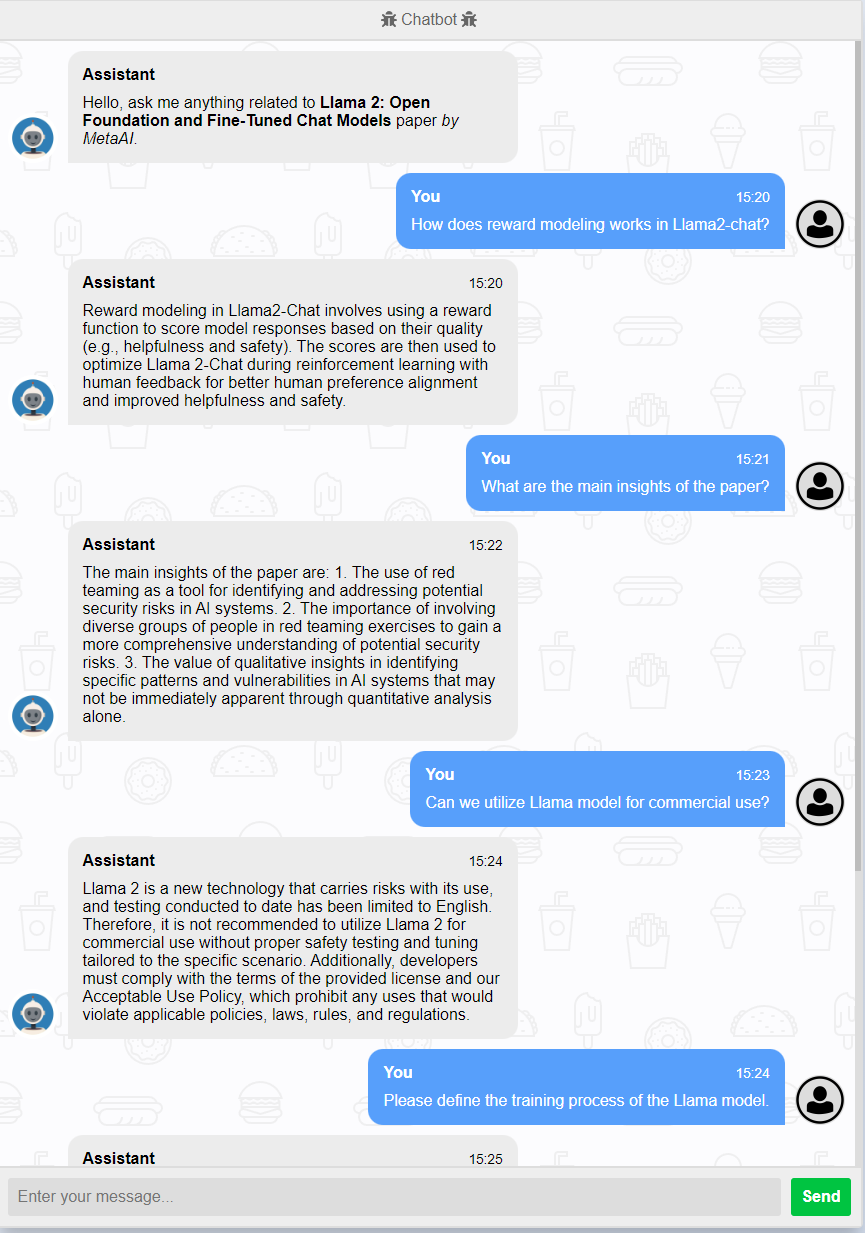 Chatbot
Assistant
Hello, ask me anything related to Llama 2: Open
Foundation and Fine-Tuned Chat Models paper by
MetaAI.
You 15:20
How does reward modeling works in Llama2-chat?
Assistant 15:20
Reward modeling in Llama2-Chat involves using a reward
function to score model responses based on their quality
(e.g., helpfulness and safety). The scores are then used to
optimize Llama 2-Chat during reinforcement learning with
human feedback for better human preference alignment
and improved helpfulness and safety.
You 15:21
What are the main insights of the paper?
Assistant 15:22
The main insights of the paper are: 1. The use of red
teaming as a tool for identifying and addressing potential
security risks in AI systems. 2. The importance of involving
diverse groups of people in red teaming exercises to gain a
more comprehensive understanding of potential security
risks. 3. The value of qualitative insights in identifying
specific patterns and vulnerabilities in AI systems that may
not be immediately apparent through quantitative analysis
alone.
You 15:23
Can we utilize Llama model for commercial use?
Assistant 15:24
Llama 2 is a new technology that carries risks with its use,
and testing conducted to date has been limited to English.
Therefore, it is not recommended to utilize Llama 2 for
commercial use without proper safety testing and tuning
tailored to the specific scenario. Additionally, developers
must comply with the terms of the provided license and our
Acceptable Use Policy, which prohibit any uses that would
violate applicable policies, laws, rules, and regulations.
You 15:24
Please define the training process of the Llama model.
Assistant 15:25
Enter your message...
Send